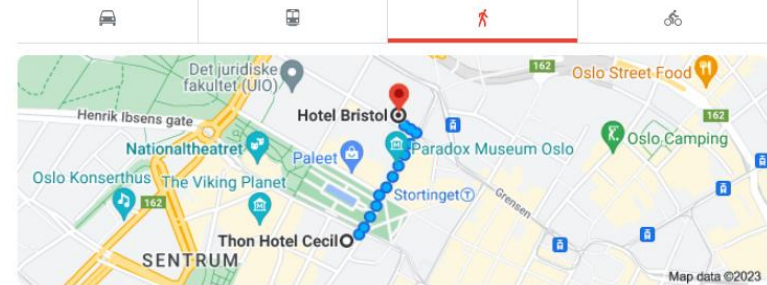 162
Det juridiske
fakultet (UIO)
Oslo Street Food
Hotel Bristol
162
Henrik Ibsens gate
Nationaltheatret
Paleet
Paradox Museum Oslo
Oslo Camping
Oslo Konserthus
The Viking Planet
Stortinget
T
162
Grensen
Thon Hotel Cecil
SENTRUM
Map data ©2023